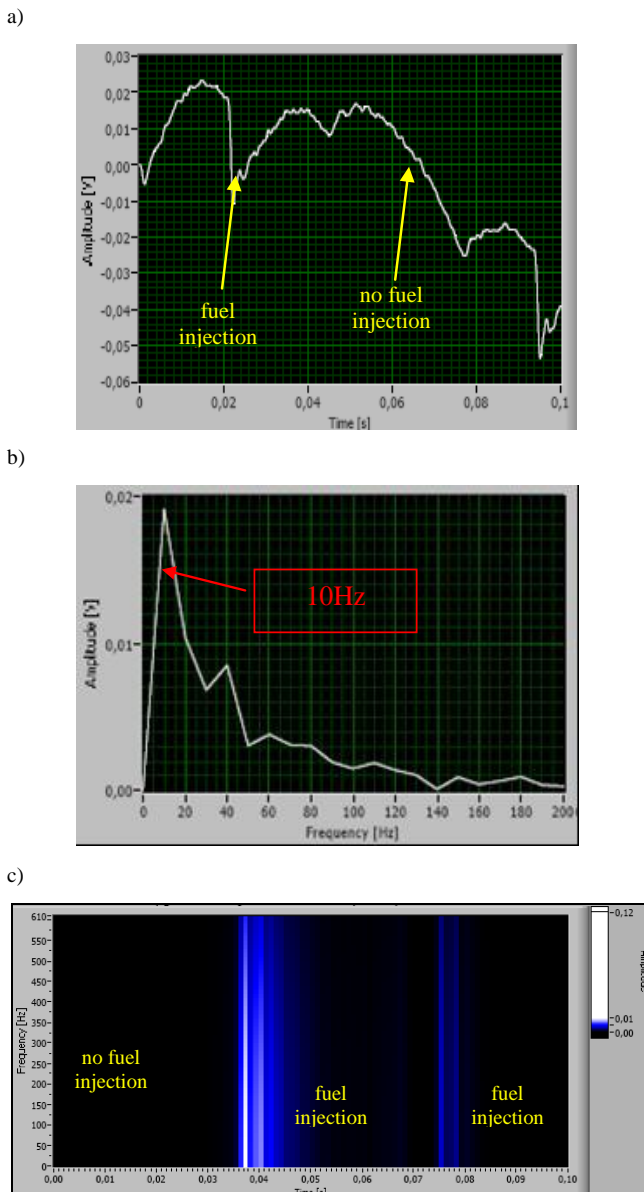 a)
0,03
0,02
0,01
0,00
-0,01
-0,02
-0,03
-0,04
-0,05
-0,06
Amplitude [V]
fuel
injection
no fuel
injection
0 0,02 0,04 0,06 0,08 0,1
Time [s]
b)
0,02
0,01
0,00
Amplitude [V]
10Hz
0 20 40 60 80 100 120 140 160 180 200
Frequency [Hz]
c)
610
550
500
450
400
350
300
250
200
150
100
50
0
Frequency [Hz]
no fuel
injection
fuel
injection
fuel
injection
0,00 0,01 0,02 0,03 0,04 0,05 0,06 0,07 0,08 0,09 0,10
Time [s]
0,12
0,01
0,00